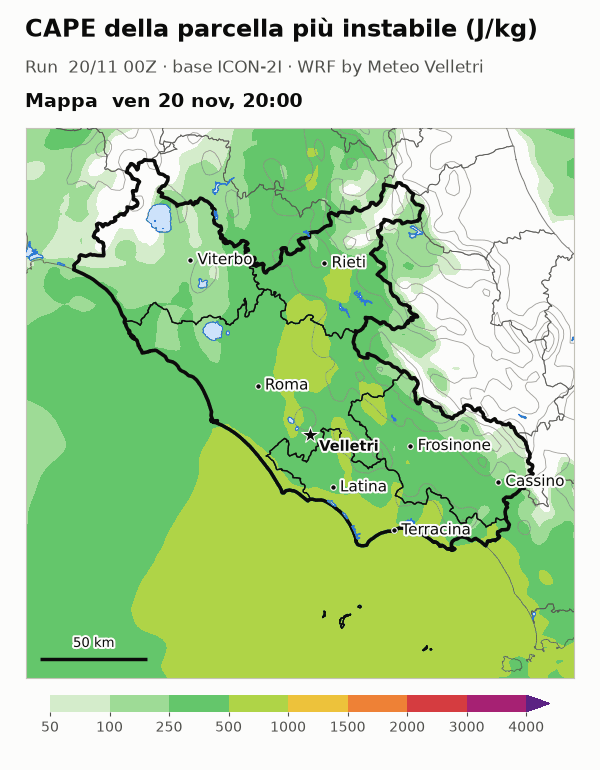 CAPE della parcella più instabile (J/kg)
Run  20/11 00Z · base ICON-2I · WRF by Meteo Velletri
Mappa  ven 20 nov, 20:00
Viterbo
Rieti
Roma
Velletri
Frosinone
Latina
Cassino
Terracina
50 km
50 100 250 500 1000 1500 2000 3000 4000